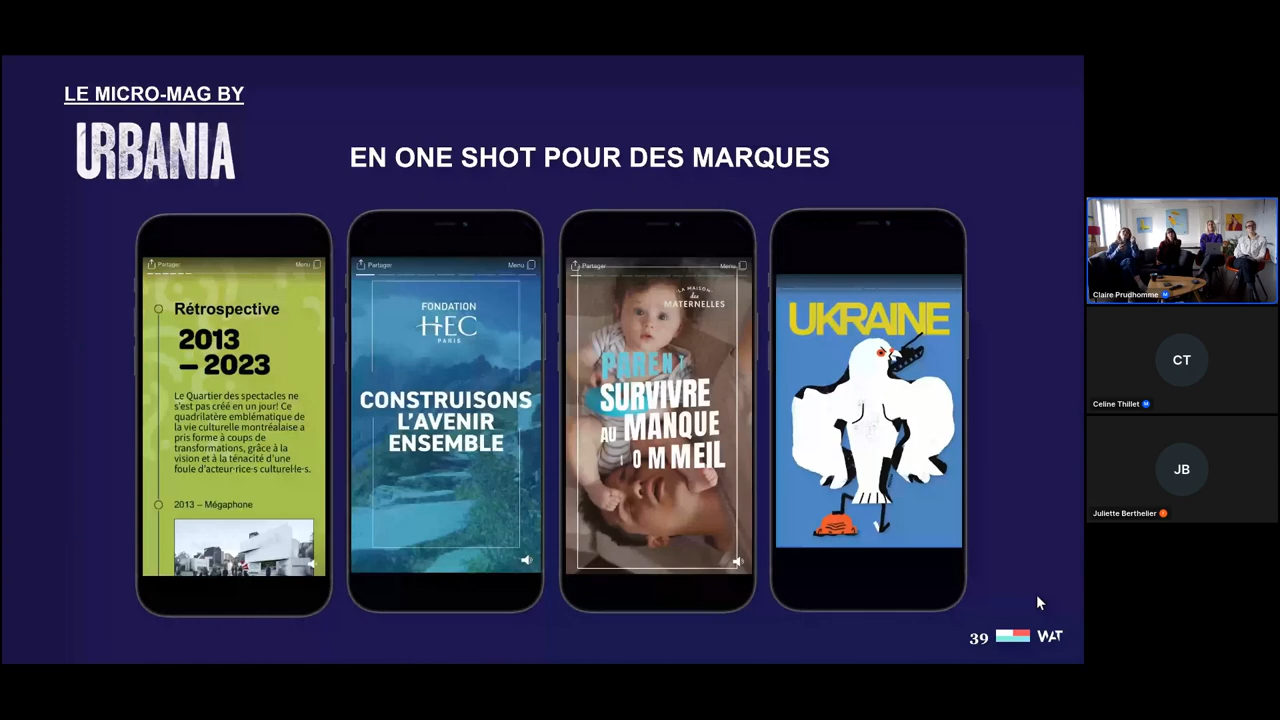 LE MICRO-MAG BY
URBANIA
EN ONE SHOT POUR DES MARQUES
Partager Menu
Rétrospective
2013
– 2023
Le Quartier des spectacles ne
s'est pas créé en un jour! Ce
quadrilatère emblématique de
la vie culturelle montréalaise a
pris forme à coups de
transformations, grâce à la
vision et à la ténacité d'une
foule d'acteur·rice·s culturel·le·s.
2013 – Mégaphone
Partager Menu
FONDATION
HEC
PARIS
CONSTRUISONS
L'AVENIR
ENSEMBLE
Partager Menu
LA MAISON
des
MATERNELLES
PARENT
SURVIVRE
AU MANQUE
OMMEIL
UKRAINE
39
WAT
Claire Prudhomme
CT
Celine Thillet
JB
Juliette Berthelier